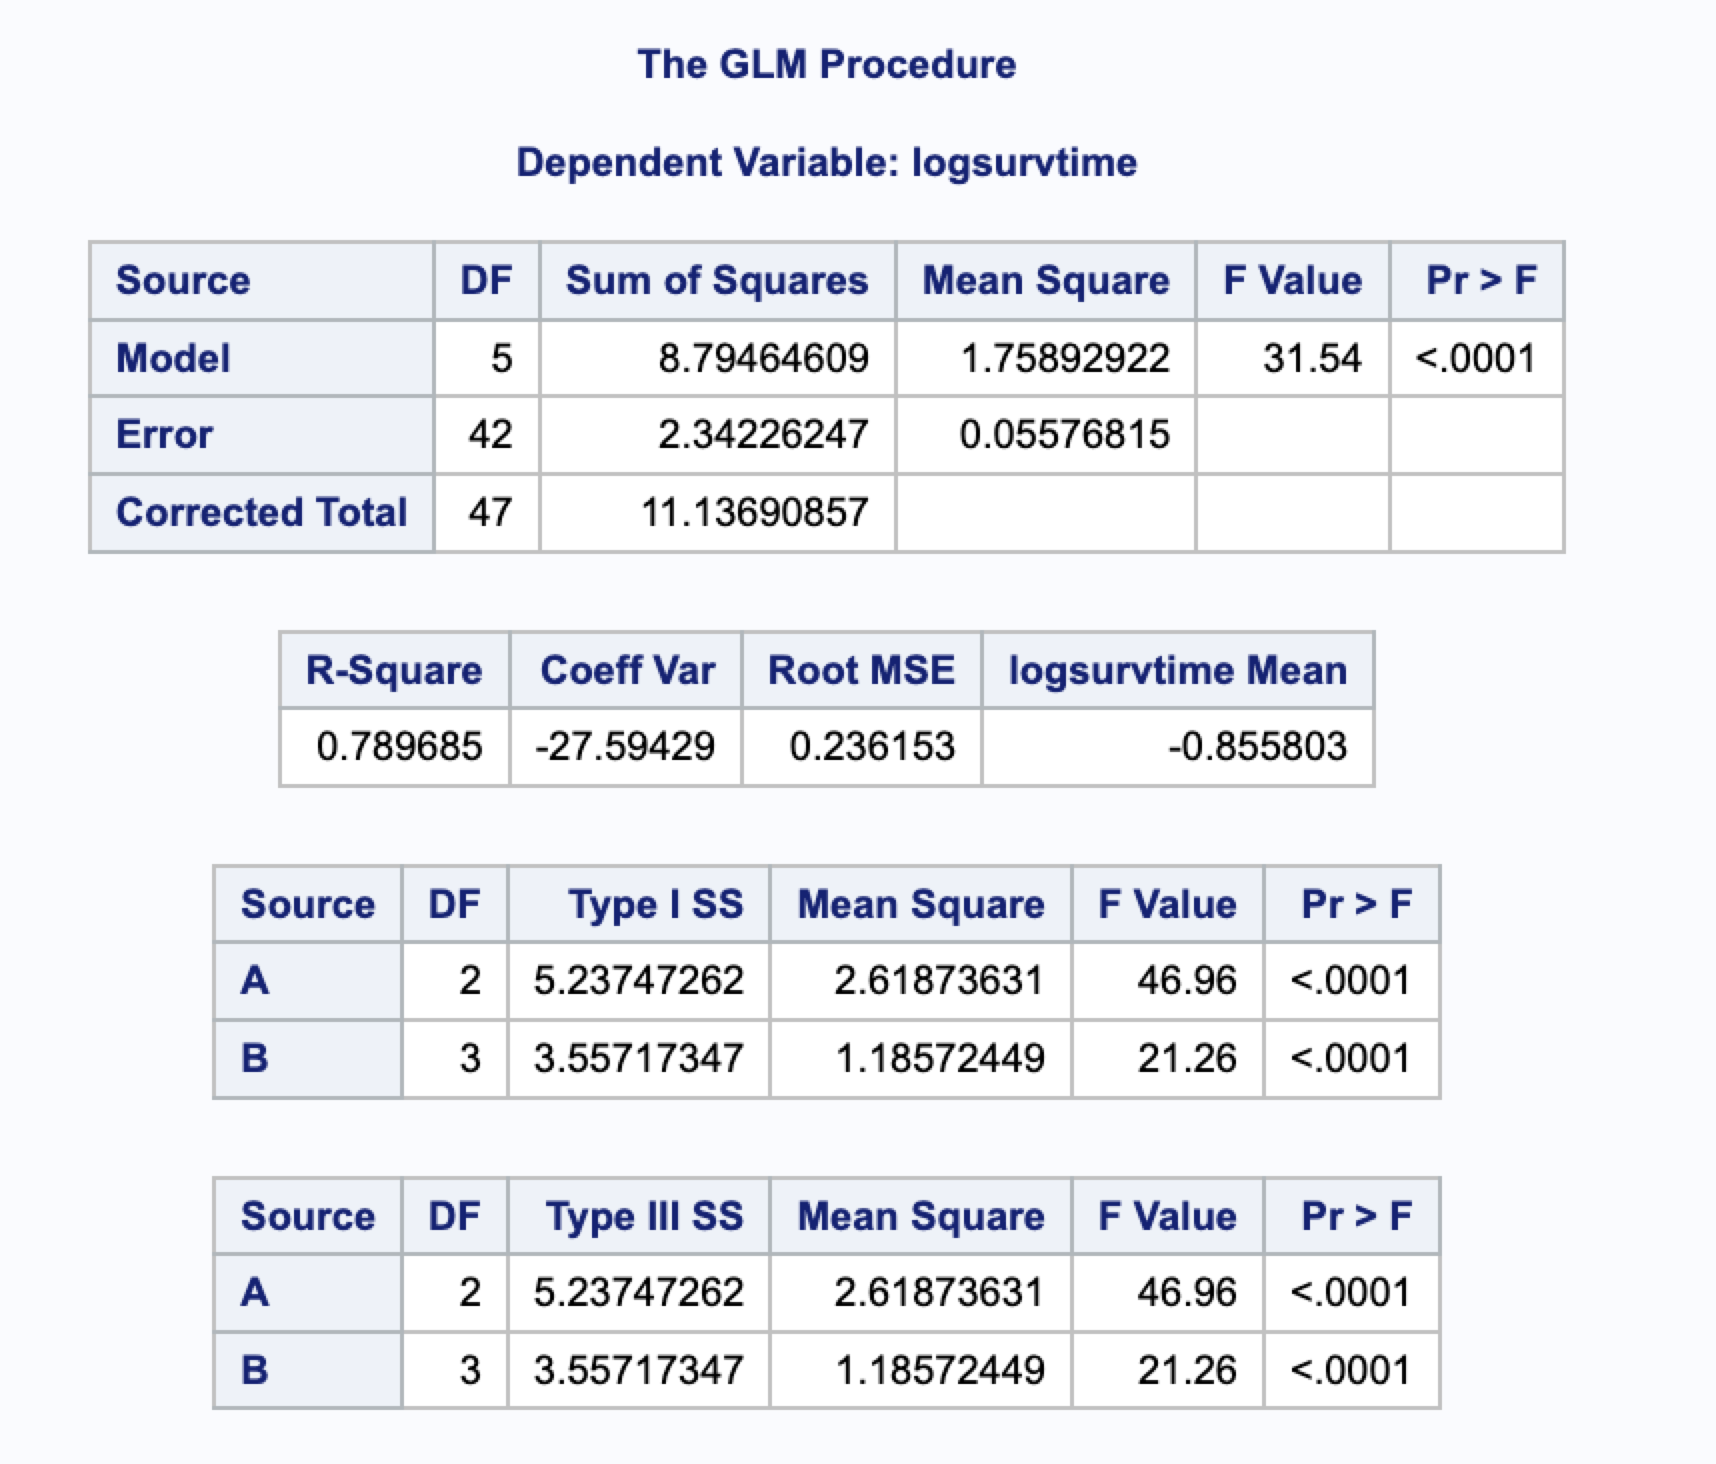 The GLM Procedure
Dependent Variable: logsurvtime
Source DF Sum of Squares Mean Square F Value Pr > F
Model 5 8.79464609 1.75892922 31.54 <.0001
Error 42 2.34226247 0.05576815
Corrected Total 47 11.13690857
R-Square Coeff Var Root MSE logsurvtime Mean
0.789685 -27.59429 0.236153 -0.855803
Source DF Type I SS Mean Square F Value Pr > F
A 2 5.23747262 2.61873631 46.96 <.0001
B 3 3.55717347 1.18572449 21.26 <.0001
Source DF Type III SS Mean Square F Value Pr > F
A 2 5.23747262 2.61873631 46.96 <.0001
B 3 3.55717347 1.18572449 21.26 <.0001